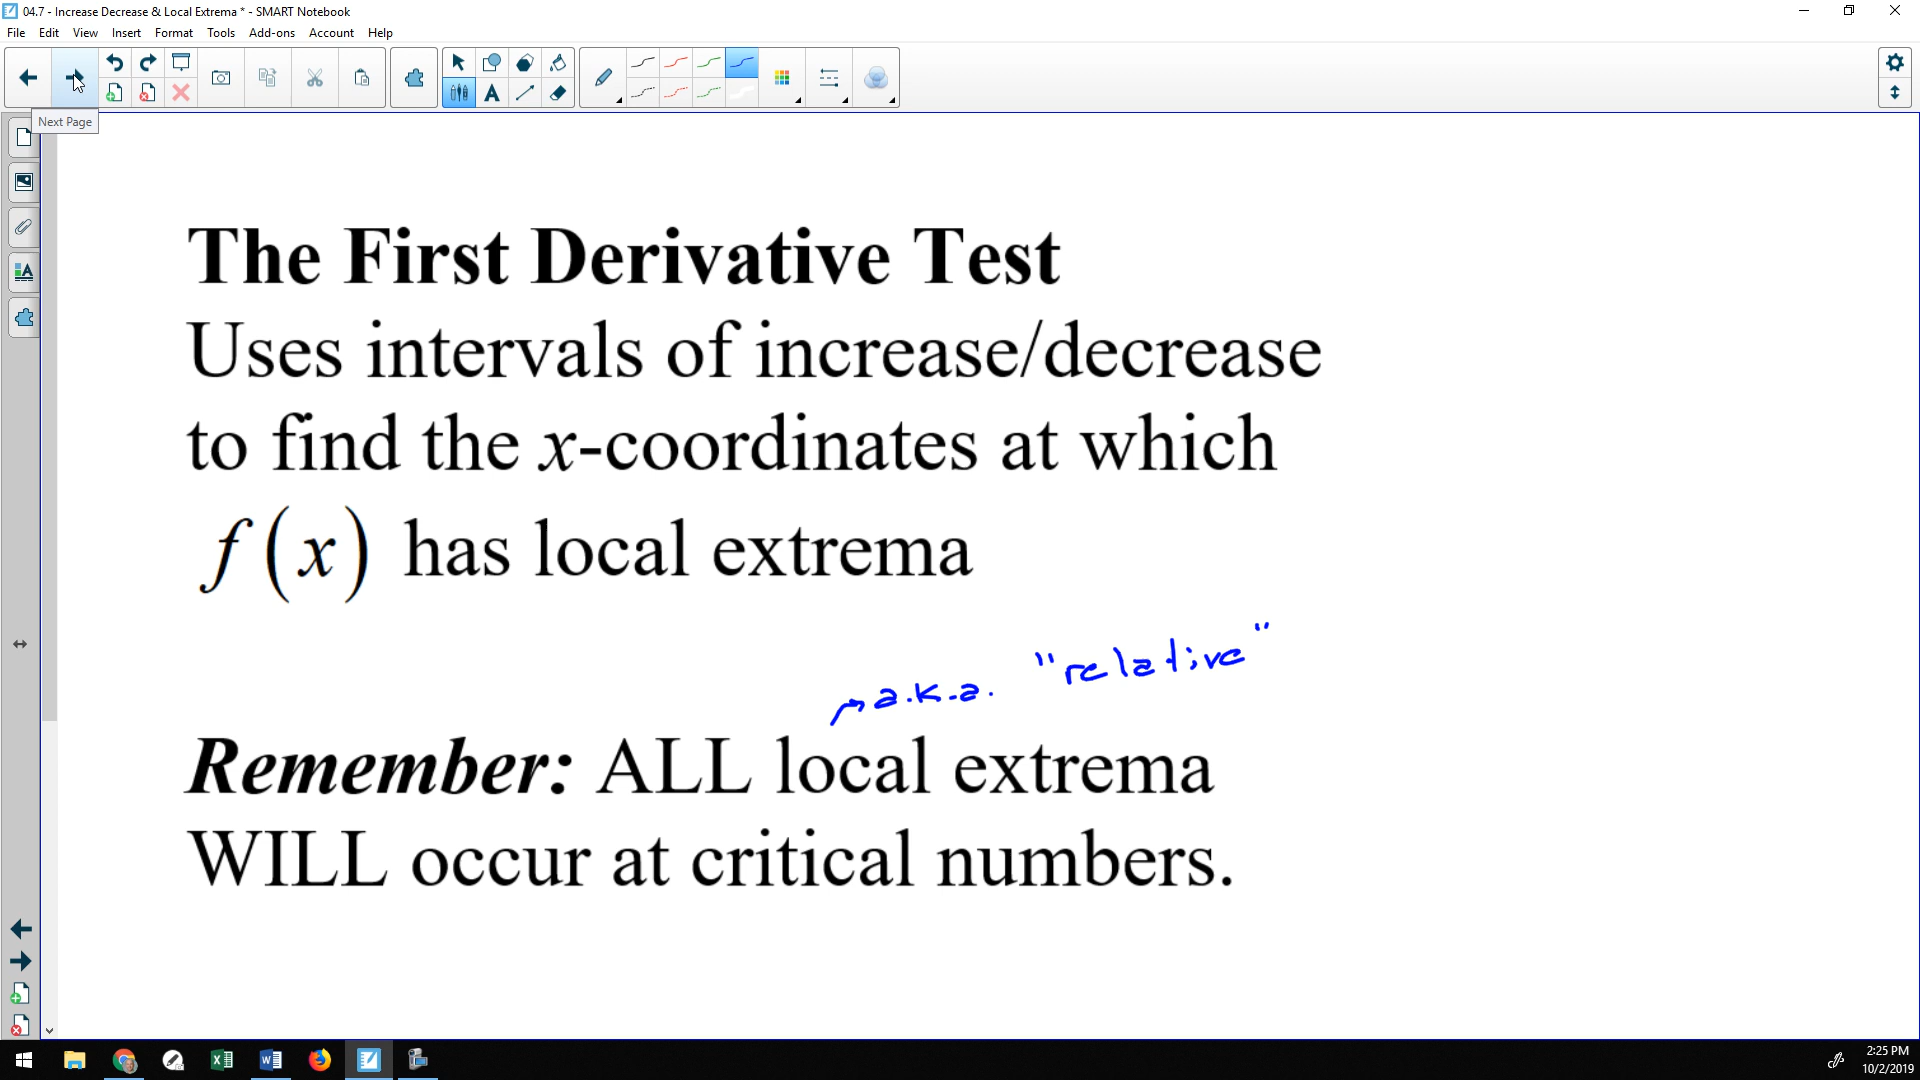 04.7 - Increase Decrease & Local Extrema * - SMART Notebook
File Edit View Insert Format Tools Add-ons Account Help
Next Page
The First Derivative Test
Uses intervals of increase/decrease
to find the x-coordinates at which
f(x) has local extrema
a.k.a. "relative"
Remember: ALL local extrema
WILL occur at critical numbers.
2:25 PM
10/2/2019